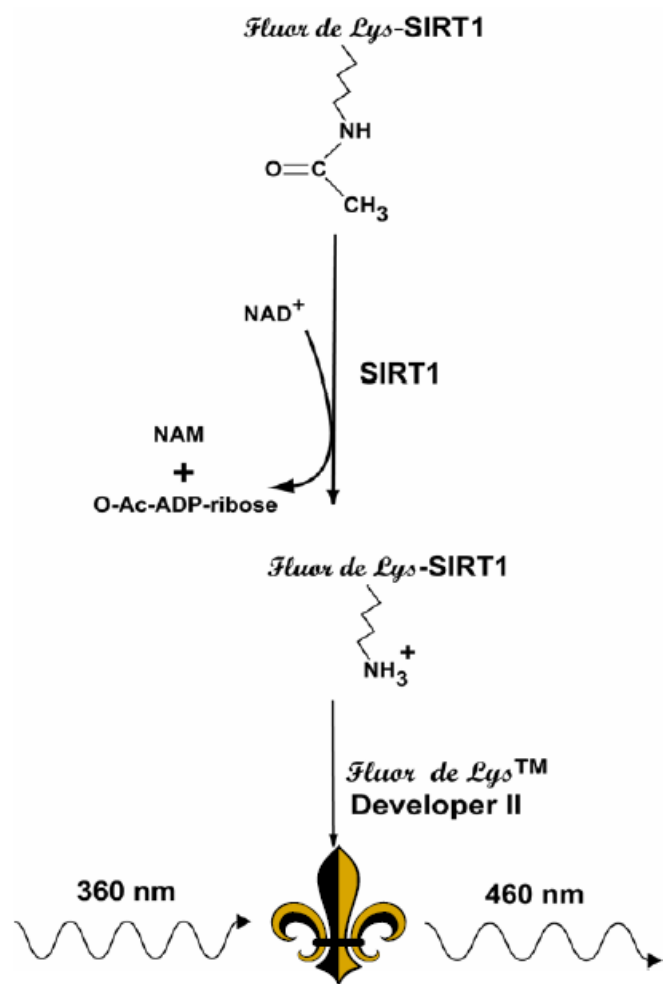 Fluor de Lys-SIRT1
NH
O=C
CH3
NAD+
SIRT1
NAM
+
O-Ac-ADP-ribose
Fluor de Lys-SIRT1
NH3+
Fluor de Lys™
Developer II
360 nm
460 nm